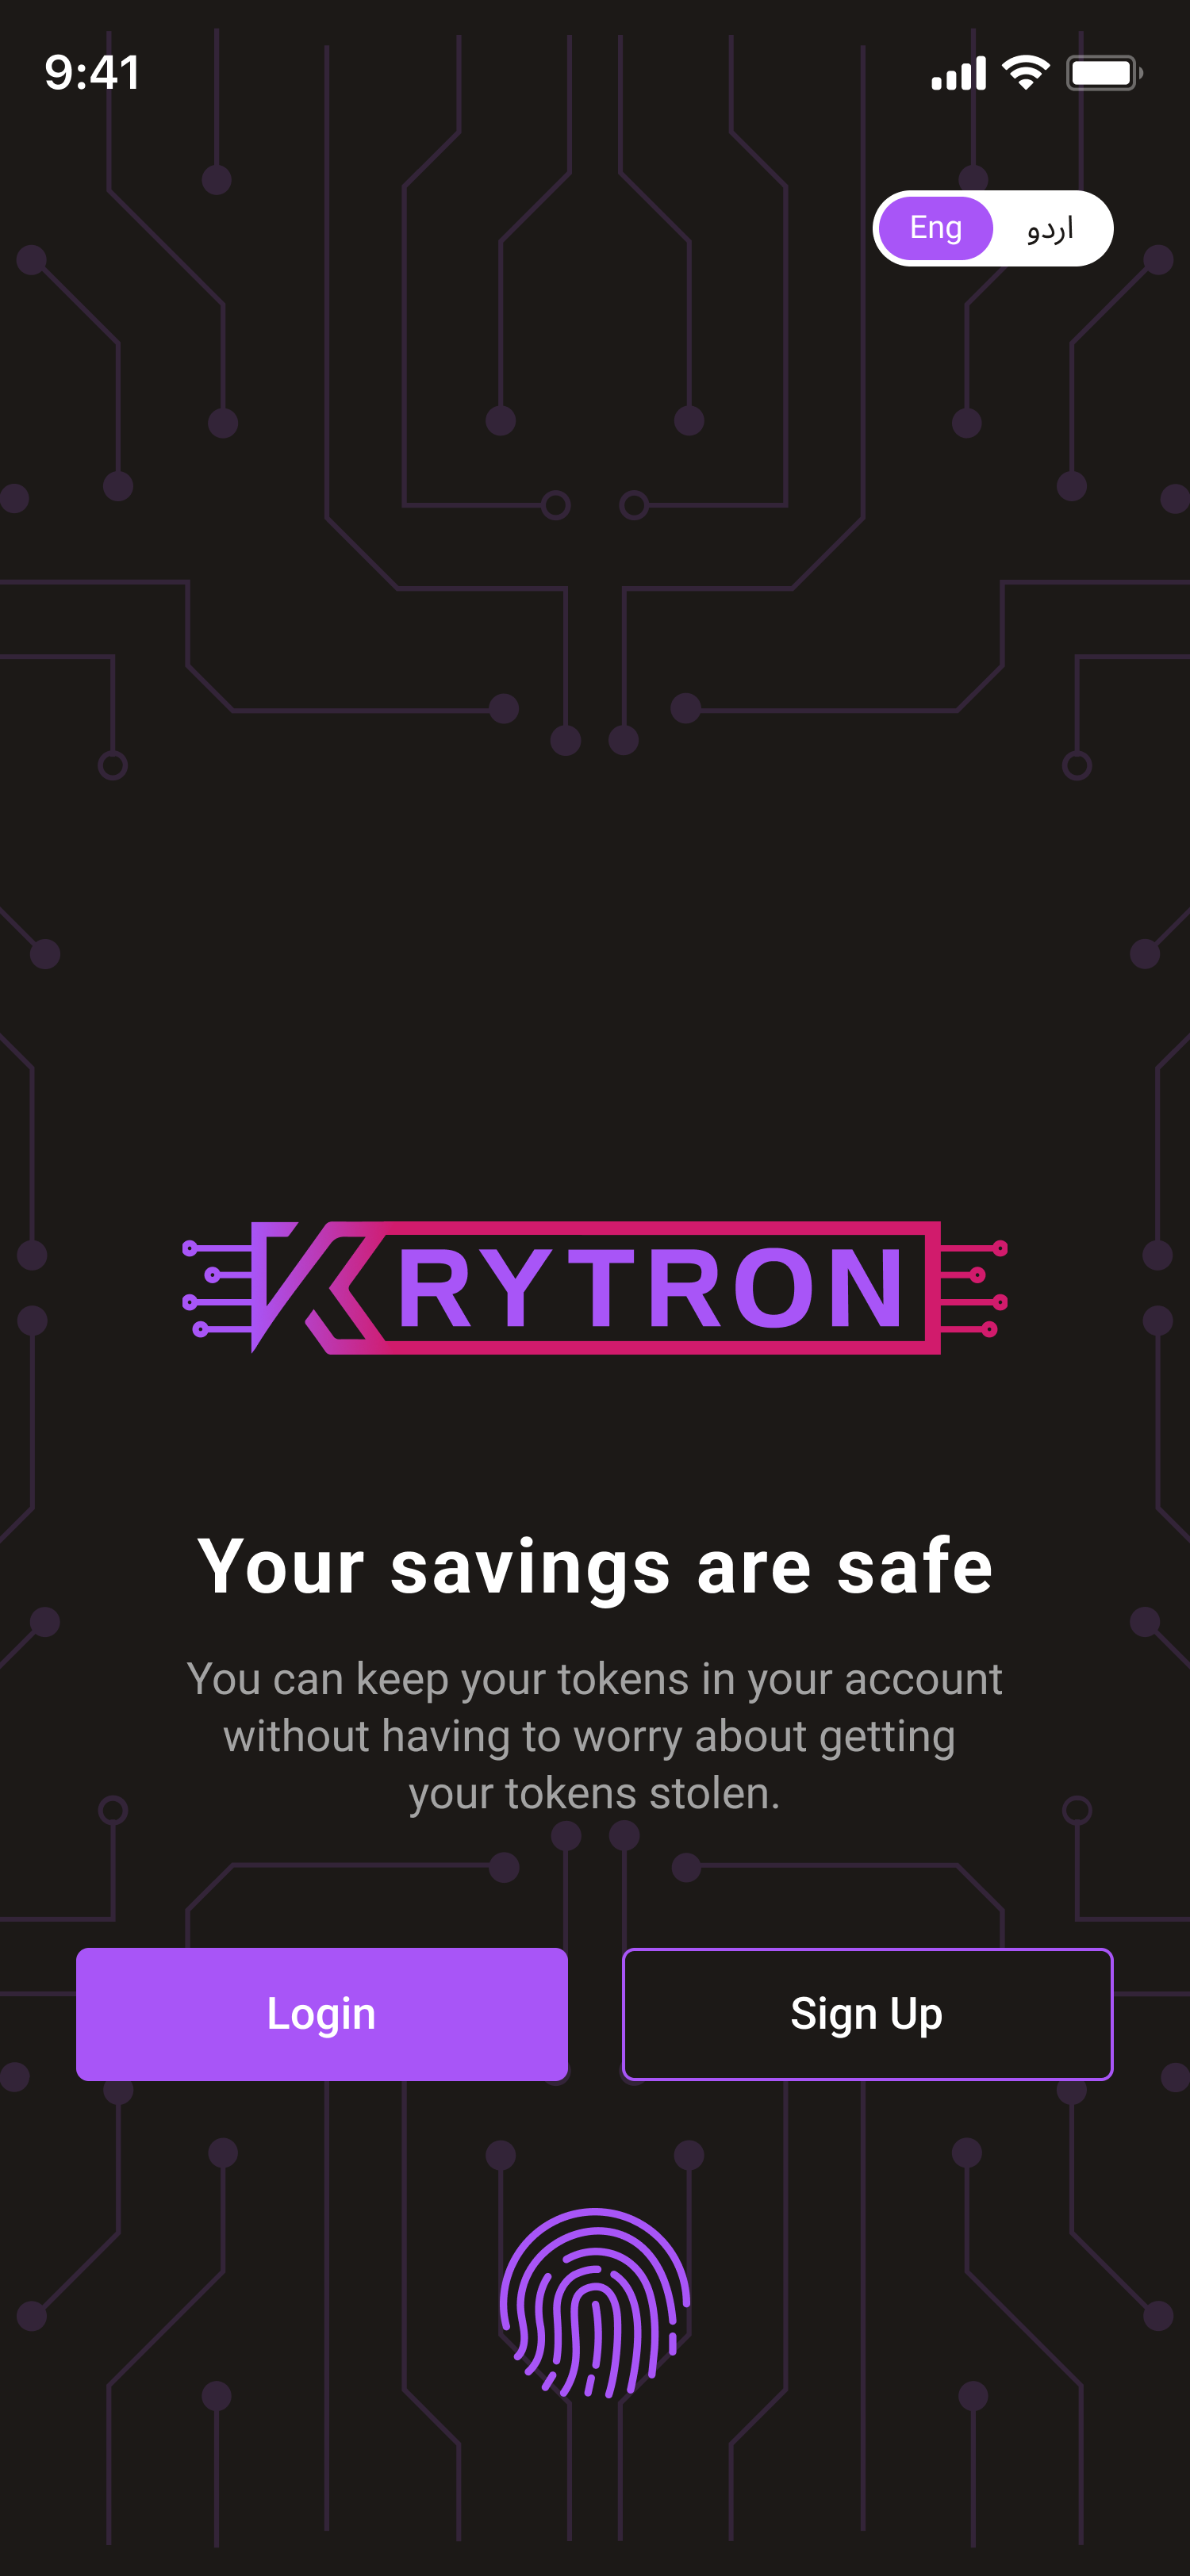 9:41
Eng اردو
KRYTRON
Your savings are safe
You can keep your tokens in your account
without having to worry about getting
your tokens stolen.
Login Sign Up